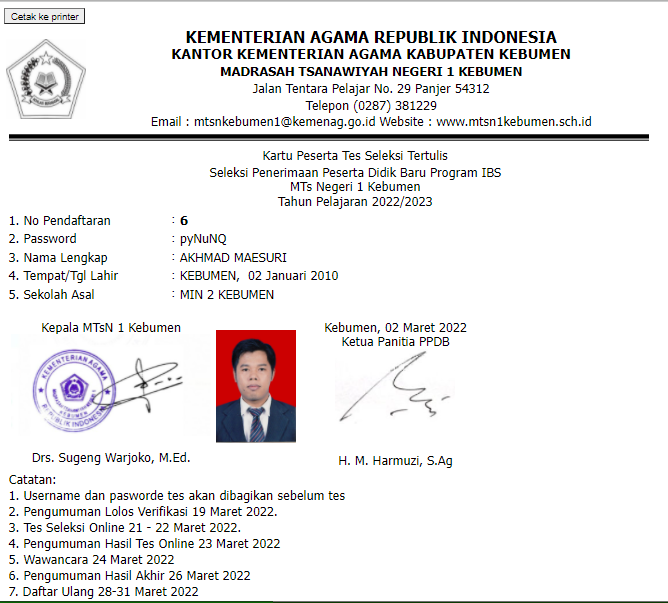 Cetak ke printer
KEMENTERIAN AGAMA REPUBLIK INDONESIA
KANTOR KEMENTERIAN AGAMA KABUPATEN KEBUMEN
MADRASAH TSANAWIYAH NEGERI 1 KEBUMEN
Jalan Tentara Pelajar No. 29 Panjer 54312
Telepon (0287) 381229
Email : mtsnkebumen1@kemenag.go.id Website : www.mtsn1kebumen.sch.id
Kartu Peserta Tes Seleksi Tertulis
Seleksi Penerimaan Peserta Didik Baru Program IBS
MTs Negeri 1 Kebumen
Tahun Pelajaran 2022/2023
1. No Pendaftaran : 6
2. Password : pyNuNQ
3. Nama Lengkap : AKHMAD MAESURI
4. Tempat/Tgl Lahir : KEBUMEN, 02 Januari 2010
5. Sekolah Asal : MIN 2 KEBUMEN
Kepala MTsN 1 Kebumen
Kebumen, 02 Maret 2022
Ketua Panitia PPDB
KEMENTERIAN AGAMA
REPUBLIK INDONESIA
Drs. Sugeng Warjoko, M.Ed.
H. M. Harmuzi, S.Ag
Catatan:
1. Username dan pasworde tes akan dibagikan sebelum tes
2. Pengumuman Lolos Verifikasi 19 Maret 2022.
3. Tes Seleksi Online 21 - 22 Maret 2022.
4. Pengumuman Hasil Tes Online 23 Maret 2022
5. Wawancara 24 Maret 2022
6. Pengumuman Hasil Akhir 26 Maret 2022
7. Daftar Ulang 28-31 Maret 2022